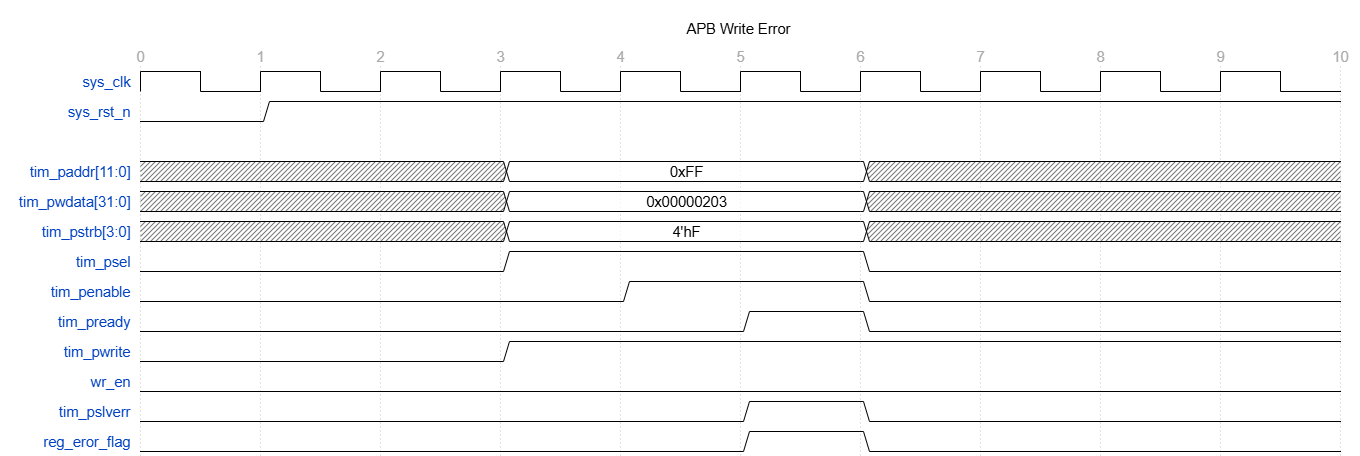 APB Write Error
0 1 2 3 4 5 6 7 8 9 10
sys_clk
sys_rst_n
tim_paddr[11:0] 0xFF
tim_pwdata[31:0] 0x00000203
tim_pstrb[3:0] 4'hF
tim_psel
tim_penable
tim_pready
tim_pwrite
wr_en
tim_pslverr
reg_eror_flag